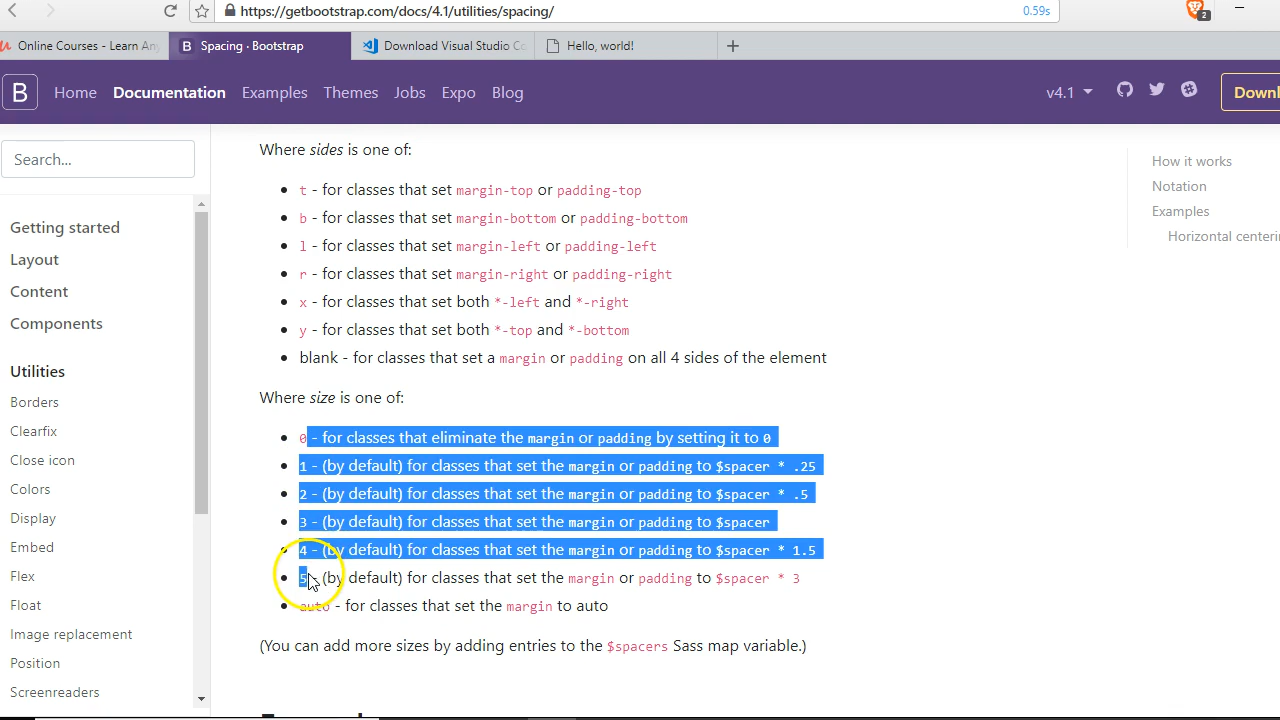 https://getbootstrap.com/docs/4.1/utilities/spacing/ 0.59s 2
Online Courses - Learn An B Spacing · Bootstrap Download Visual Studio Co Hello, world!
B Home Documentation Examples Themes Jobs Expo Blog v4.1 Downl
Search...
Getting started
Layout
Content
Components
Utilities
Borders
Clearfix
Close icon
Colors
Display
Embed
Flex
Float
Image replacement
Position
Screenreaders
Where sides is one of:
t - for classes that set margin-top or padding-top
b - for classes that set margin-bottom or padding-bottom
l - for classes that set margin-left or padding-left
r - for classes that set margin-right or padding-right
x - for classes that set both *-left and *-right
y - for classes that set both *-top and *-bottom
blank - for classes that set a margin or padding on all 4 sides of the element
Where size is one of:
0 - for classes that eliminate the margin or padding by setting it to 0
1 - (by default) for classes that set the margin or padding to $spacer * .25
2 - (by default) for classes that set the margin or padding to $spacer * .5
3 - (by default) for classes that set the margin or padding to $spacer
4 - (by default) for classes that set the margin or padding to $spacer * 1.5
5 - (by default) for classes that set the margin or padding to $spacer * 3
auto - for classes that set the margin to auto
(You can add more sizes by adding entries to the $spacers Sass map variable.)
How it works
Notation
Examples
Horizontal centerin